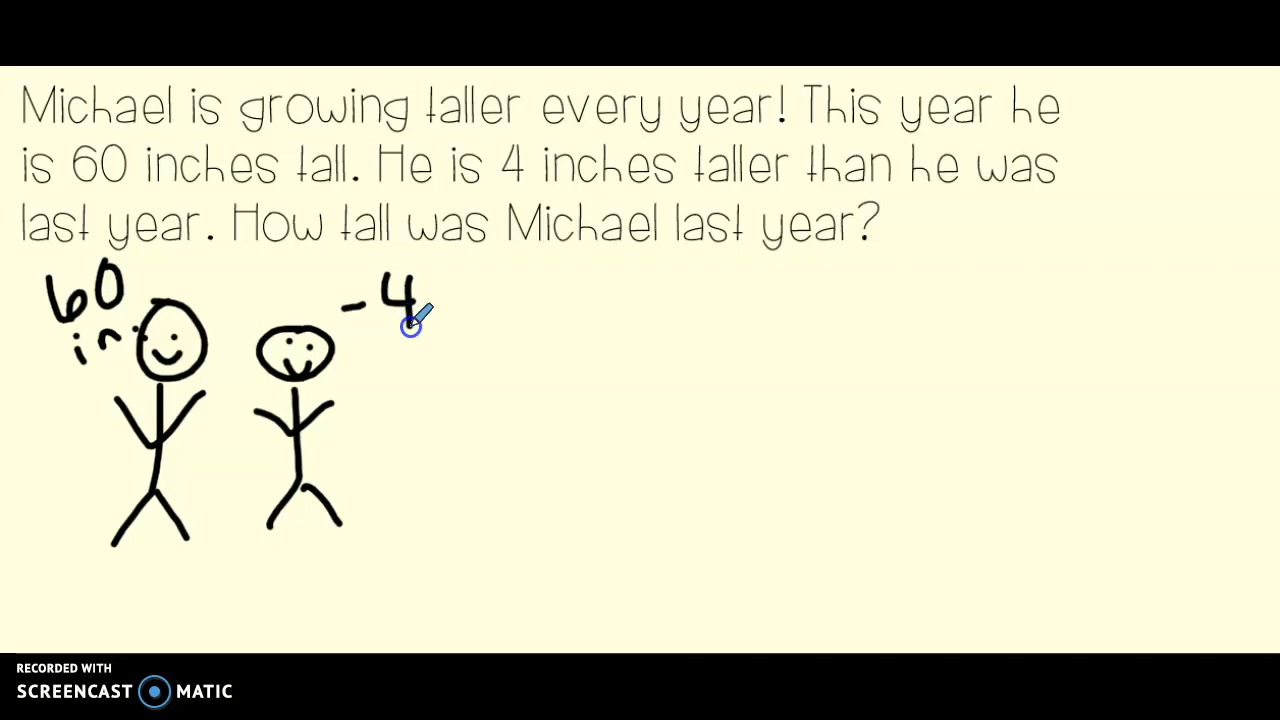 Michael is growing taller every year! This year he
is 60 inches tall. He is 4 inches taller than he was
last year. How tall was Michael last year?
60
in.
- 4
RECORDED WITH
SCREENCAST MATIC